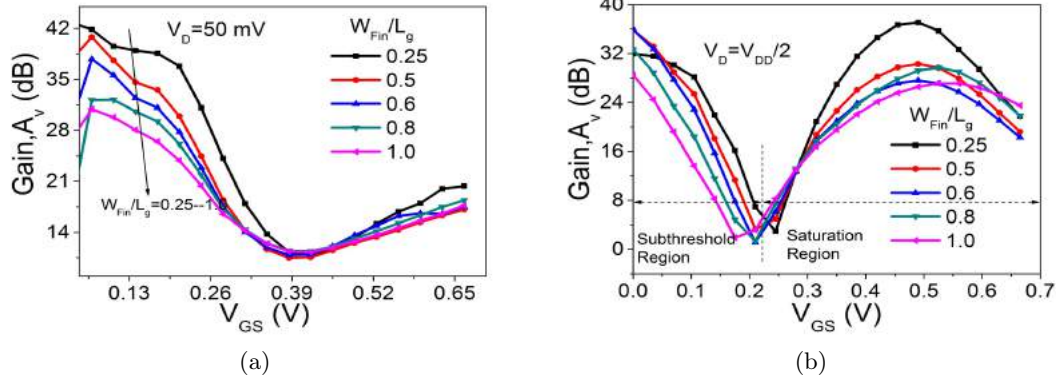 42
35
28
21
14
Gain,A_v (dB)
V_D=50 mV
W_Fin/L_g
0.25
0.5
0.6
0.8
1.0
W_Fin/L_g=0.25--1.0
0.13 0.26 0.39 0.52 0.65
V_GS (V)
(a)
40
32
24
16
8
0
Gain,A_v (dB)
V_D=V_DD/2
W_Fin/L_g
0.25
0.5
0.6
0.8
1.0
Subthreshold
Region
Saturation
Region
0.0 0.1 0.2 0.3 0.4 0.5 0.6 0.7
V_GS (V)
(b)